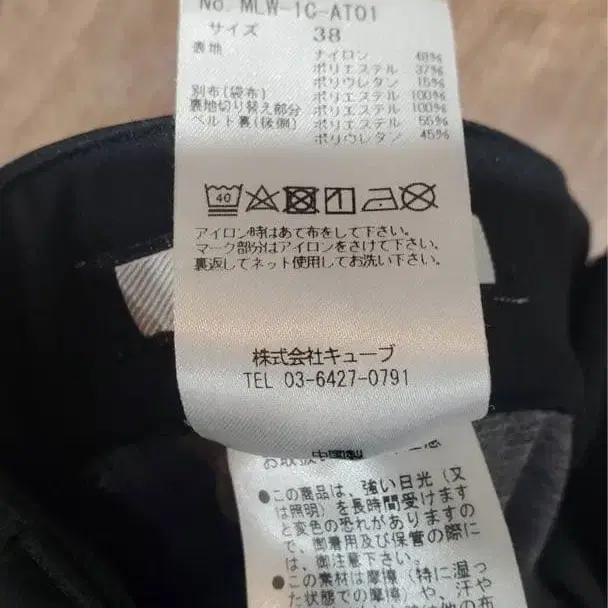 No. MLW-1C-AT01
サイズ 38
表地 ナイロン 48%
ポリエステル 37%
ポリウレタン 15%
別布(袋布) ポリエステル 100%
裏地切り替え部分 ポリエステル 100%
ベルト裏(後側) ポリエステル 55%
ポリウレタン 45%
40
アイロン時はあて布をして下さい。
マーク部分はアイロンをさけて下さい。
裏返してネット使用してお洗い下さい。
株式会社キューブ
TEL 03-6427-0791
中国製
お取扱
●この商品は、強い日光(又
は照明)を長時間受けます
と変色の恐れがありますの
で、御着用及び保管の際に
は、御注意下さい。
●この素材は摩擦(特に湿っ
た状態での摩擦)や、汗や